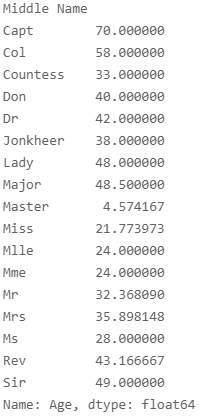 Middle Name
Capt 70.000000
Col 58.000000
Countess 33.000000
Don 40.000000
Dr 42.000000
Jonkheer 38.000000
Lady 48.000000
Major 48.500000
Master 4.574167
Miss 21.773973
Mlle 24.000000
Mme 24.000000
Mr 32.368090
Mrs 35.898148
Ms 28.000000
Rev 43.166667
Sir 49.000000
Name: Age, dtype: float64